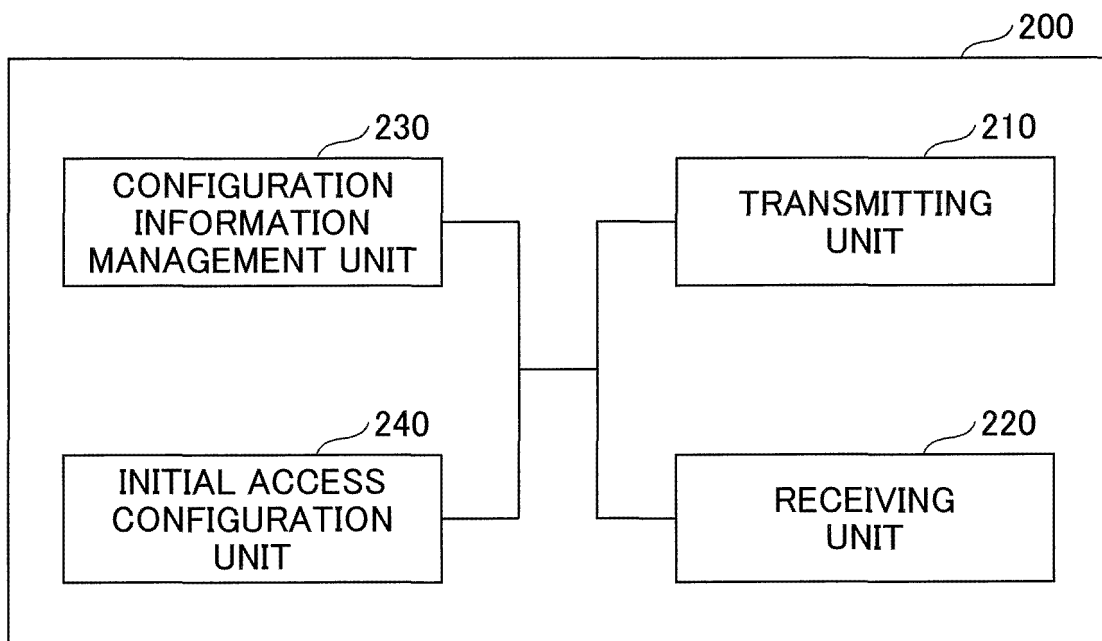 200
230
CONFIGURATION
INFORMATION
MANAGEMENT UNIT
210
TRANSMITTING
UNIT
240
INITIAL ACCESS
CONFIGURATION
UNIT
220
RECEIVING
UNIT